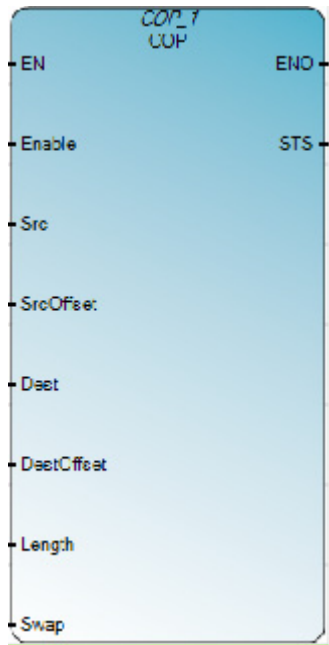 COP_1
COP
EN ENO
Enable STS
Src
SrcOffset
Dest
DestOffset
Length
Swap